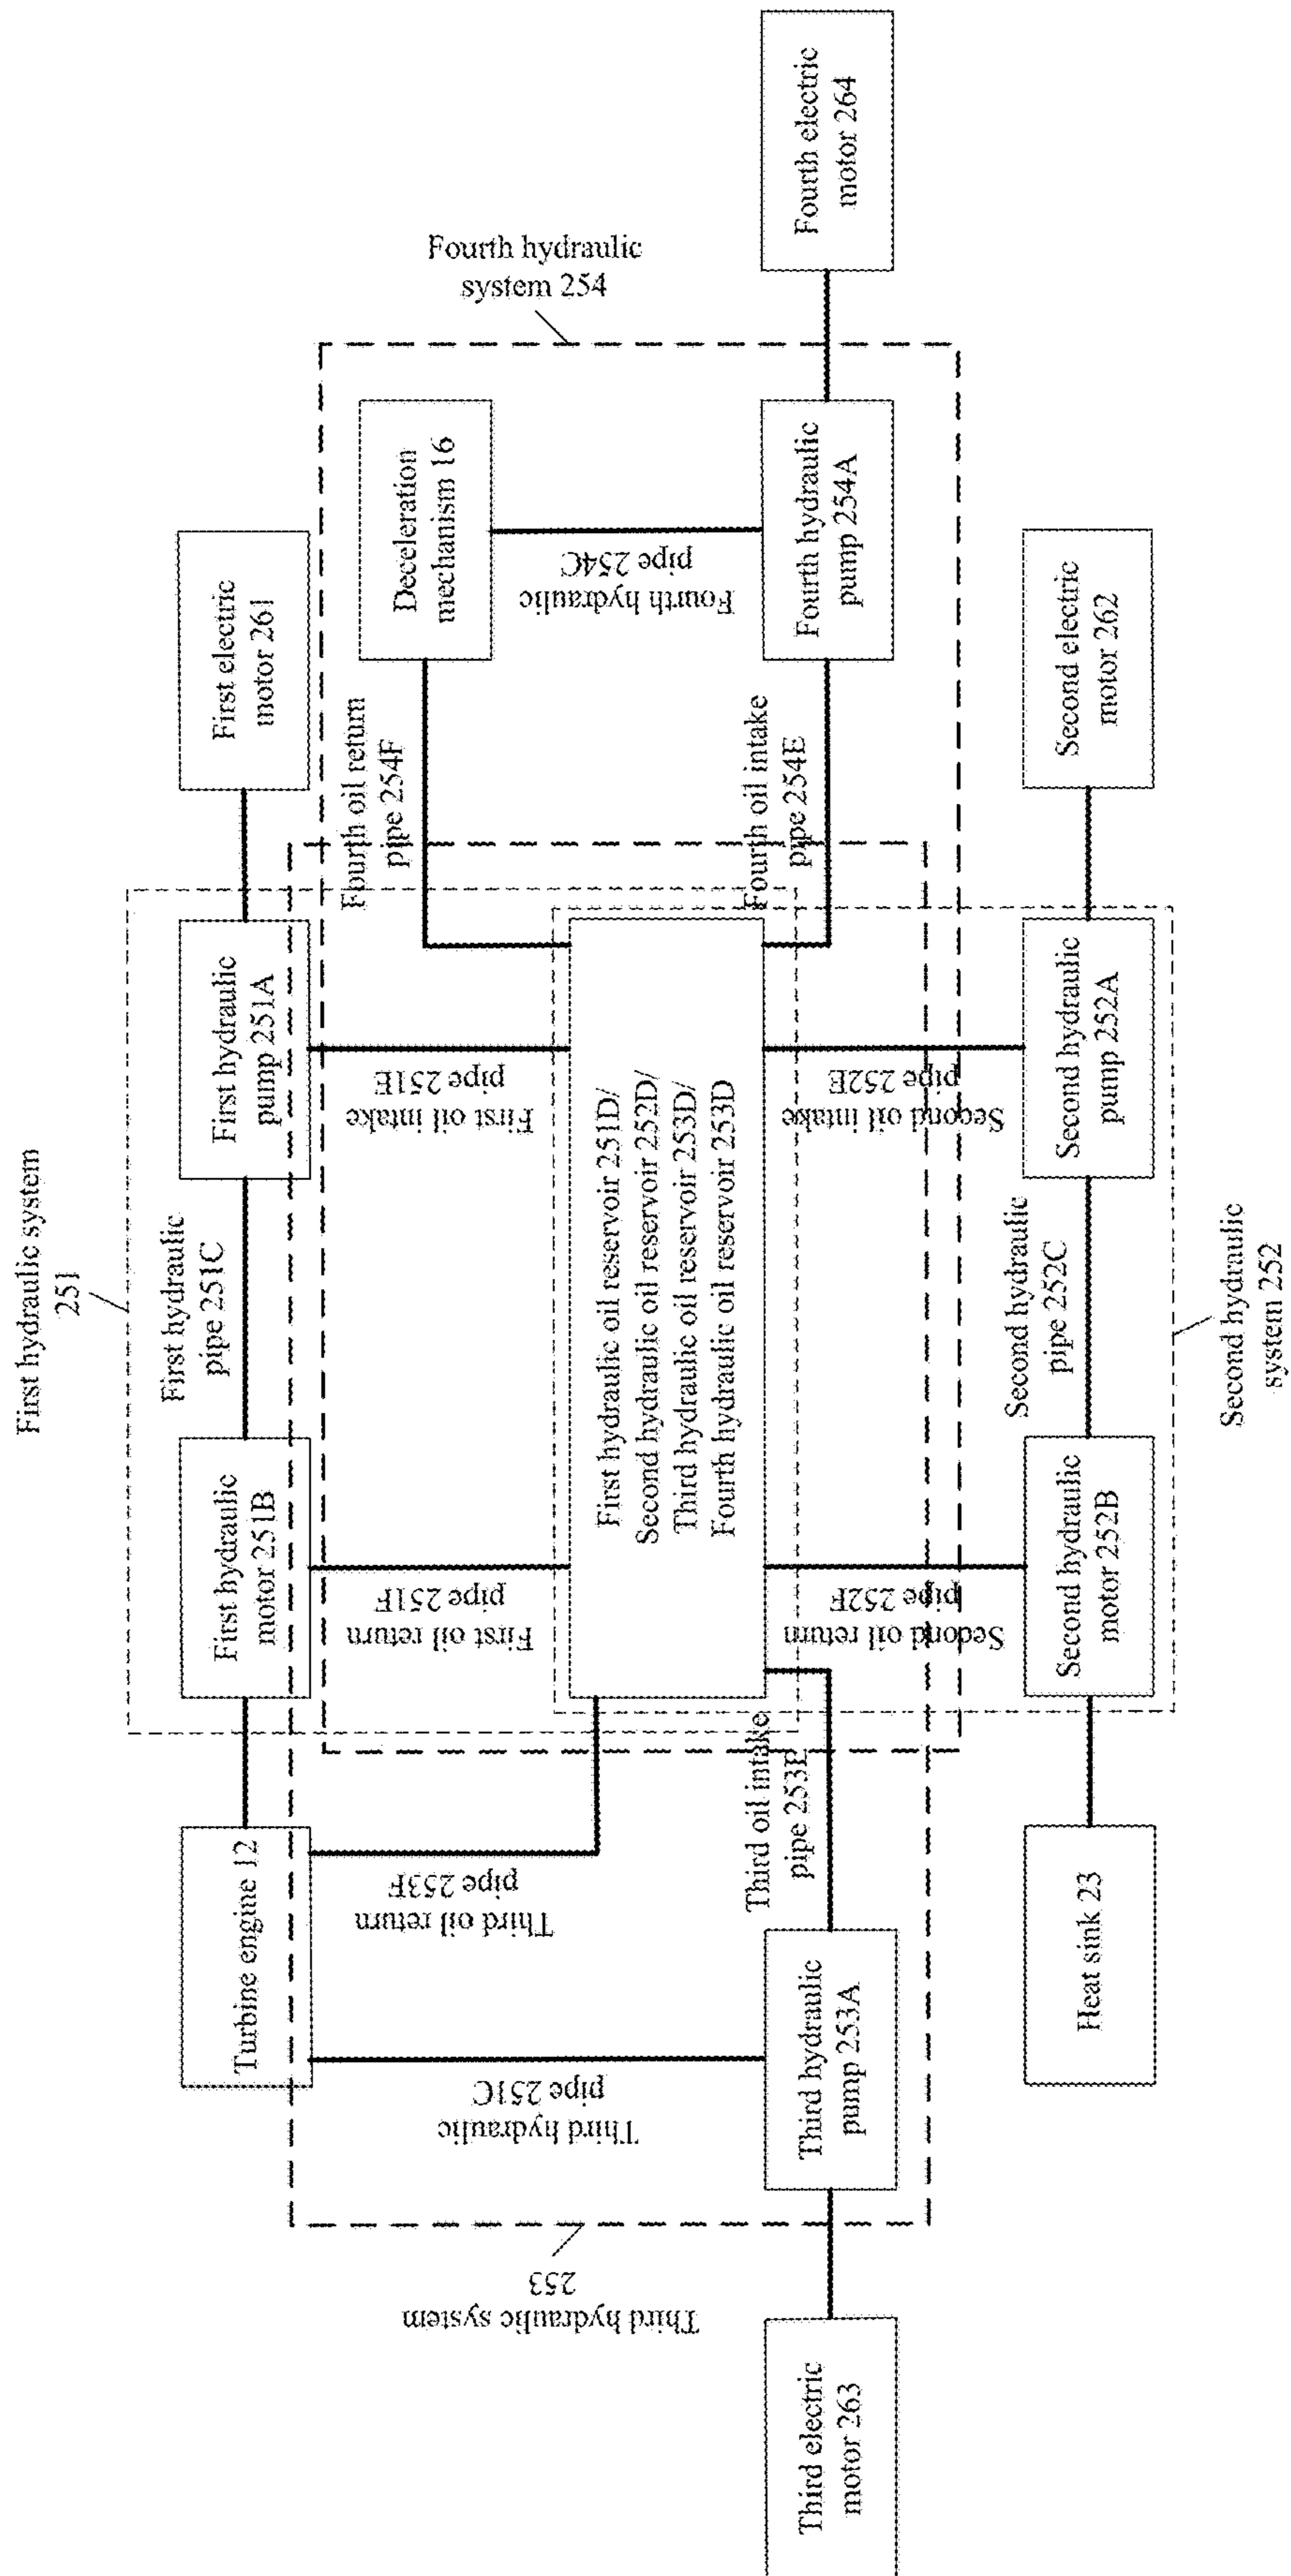 First hydraulic system
251
Turbine engine 12
First hydraulic
motor 251B
First hydraulic
pipe 251C
First hydraulic
pump 251A
First electric
motor 261
Third hydraulic system
253
Third hydraulic
pipe 251C
Third oil return
pipe 253F
First oil return
pipe 251F
First oil intake
pipe 251E
Fourth oil return
pipe 254F
Deceleration
mechanism 16
Fourth hydraulic
system 254
Fourth hydraulic
pipe 254C
First hydraulic oil reservoir 251D/
Second hydraulic oil reservoir 252D/
Third hydraulic oil reservoir 253D/
Fourth hydraulic oil reservoir 253D
Third electric
motor 263
Third hydraulic
pump 253A
Third oil intake
pipe 253E
Second oil return
pipe 252F
Second oil intake
pipe 252E
Fourth oil intake
pipe 254E
Fourth hydraulic
pump 254A
Fourth electric
motor 264
Heat sink 23
Second hydraulic
motor 252B
Second hydraulic
pipe 252C
Second hydraulic
pump 252A
Second electric
motor 262
Second hydraulic
system 252